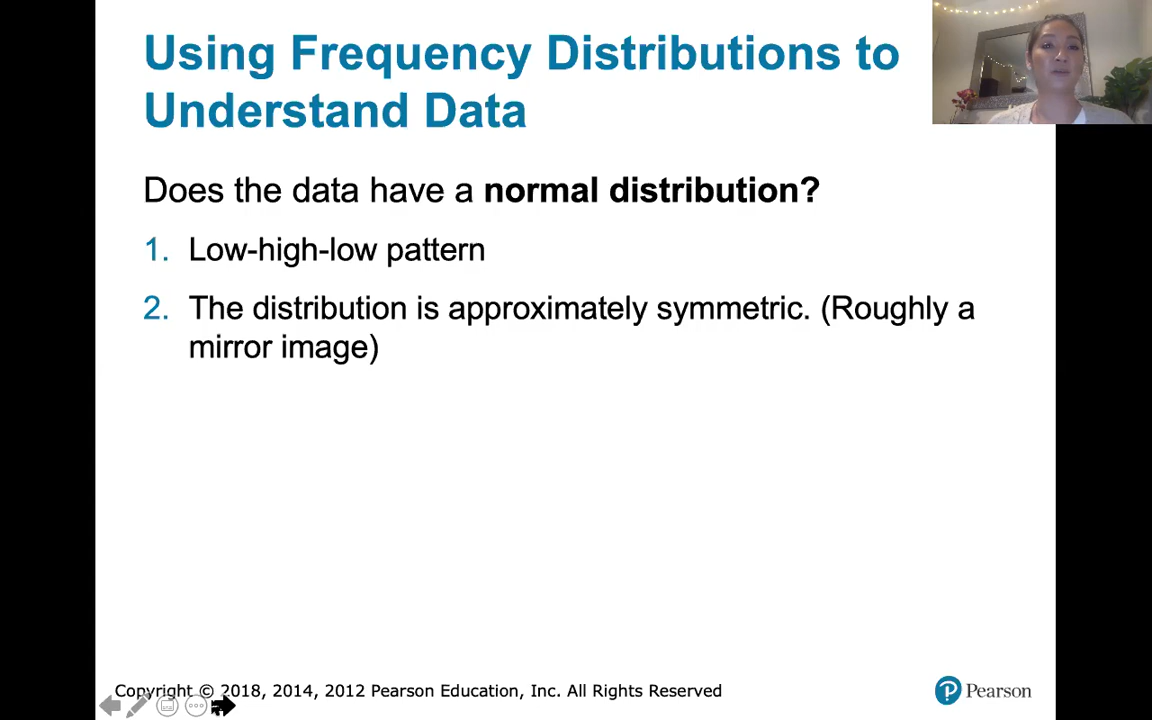 Using Frequency Distributions to
Understand Data
Does the data have a normal distribution?
1. Low-high-low pattern
2. The distribution is approximately symmetric. (Roughly a
mirror image)
Copyright © 2018, 2014, 2012 Pearson Education, Inc. All Rights Reserved
P Pearson